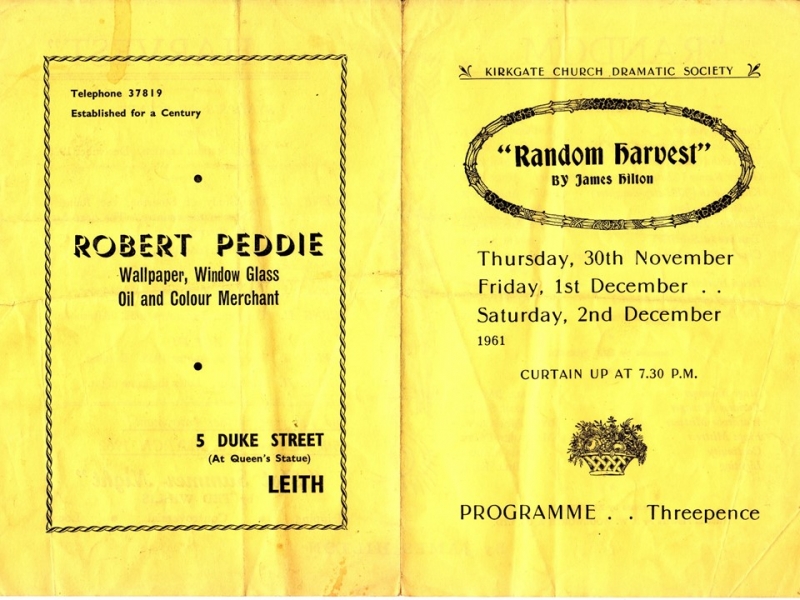 Telephone 37819
Established for a Century
ROBERT PEDDIE
Wallpaper, Window Glass
Oil and Colour Merchant
5 DUKE STREET
(At Queen's Statue)
LEITH
KIRKGATE CHURCH DRAMATIC SOCIETY
"Random Harvest"
By James Hilton
Thursday, 30th November
Friday, 1st December . .
Saturday, 2nd December
1961
CURTAIN UP AT 7.30 P.M.
PROGRAMME . . Threepence